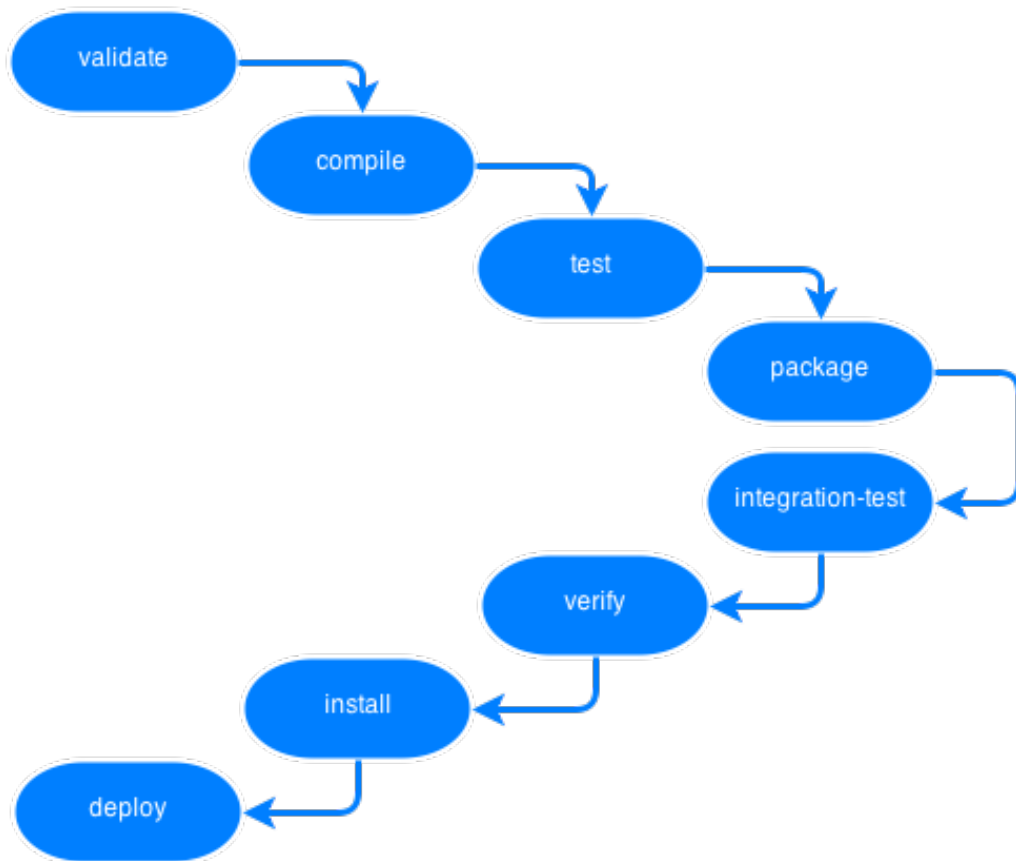 validate
compile
test
package
integration-test
verify
install
deploy